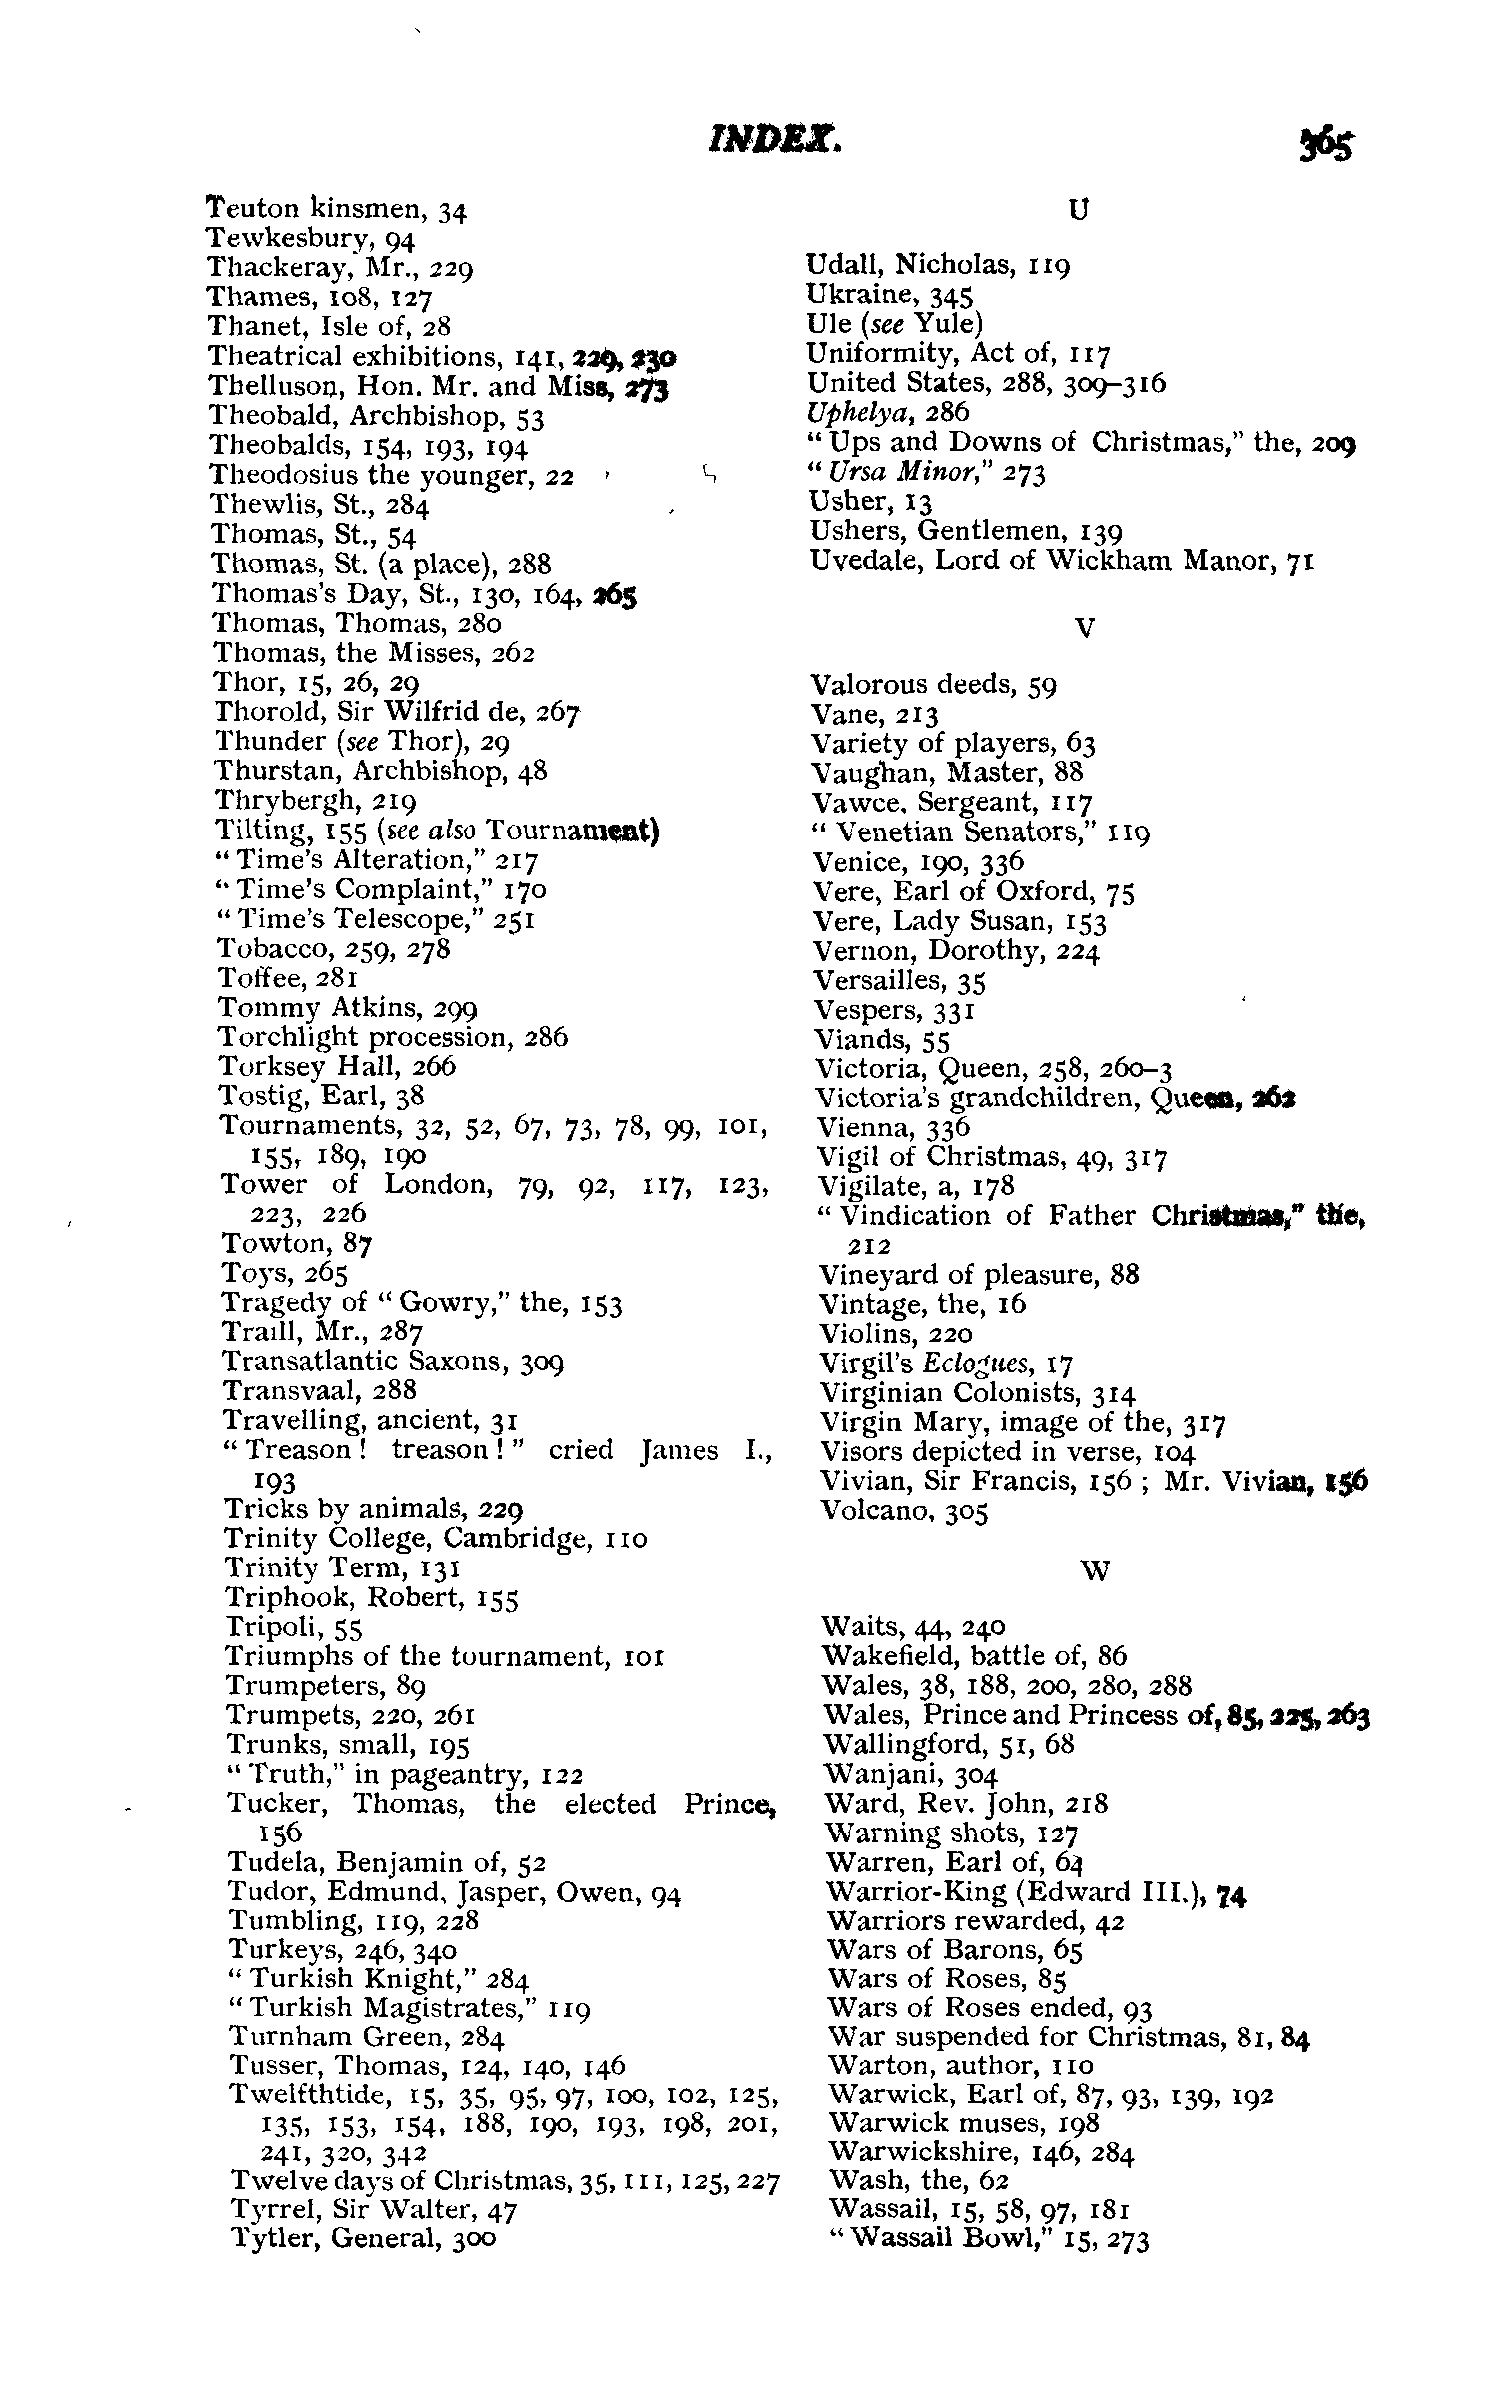 INDEX.
365
Teuton kinsmen, 34
Tewkesbury, 94
Thackeray, Mr., 229
Thames, 108, 127
Thanet, Isle of, 28
Theatrical exhibitions, 141, 229, 230
Thelluson, Hon. Mr. and Miss, 273
Theobald, Archbishop, 53
Theobalds, 154, 193, 194
Theodosius the younger, 22
Thewlis, St., 284
Thomas, St., 54
Thomas, St. (a place), 288
Thomas's Day, St., 130, 164, 265
Thomas, Thomas, 280
Thomas, the Misses, 262
Thor, 15, 26, 29
Thorold, Sir Wilfrid de, 267
Thunder (see Thor), 29
Thurstan, Archbishop, 48
Thrybergh, 219
Tilting, 155 (see also Tournament)
"Time's Alteration," 217
"Time's Complaint," 170
"Time's Telescope," 251
Tobacco, 259, 278
Toffee, 281
Tommy Atkins, 299
Torchlight procession, 286
Torksey Hall, 266
Tostig, Earl, 38
Tournaments, 32, 52, 67, 73, 78, 99, 101,
155, 189, 190
Tower of London, 79, 92, 117, 123,
223, 226
Towton, 87
Toys, 265
Tragedy of "Gowry," the, 153
Traill, Mr., 287
Transatlantic Saxons, 309
Transvaal, 288
Travelling, ancient, 31
"Treason! treason!" cried James I.,
193
Tricks by animals, 229
Trinity College, Cambridge, 110
Trinity Term, 131
Triphook, Robert, 155
Tripoli, 55
Triumphs of the tournament, 101
Trumpeters, 89
Trumpets, 220, 261
Trunks, small, 195
"Truth," in pageantry, 122
Tucker, Thomas, the elected Prince,
156
Tudela, Benjamin of, 52
Tudor, Edmund, Jasper, Owen, 94
Tumbling, 119, 228
Turkeys, 246, 340
"Turkish Knight," 284
"Turkish Magistrates," 119
Turnham Green, 284
Tusser, Thomas, 124, 140, 146
Twelfthtide, 15, 35, 95, 97, 100, 102, 125,
135, 153, 154, 188, 190, 193, 198, 201,
241, 320, 342
Twelve days of Christmas, 35, 111, 125, 227
Tyrrel, Sir Walter, 47
Tytler, General, 300
U
Udall, Nicholas, 119
Ukraine, 345
Ule (see Yule)
Uniformity, Act of, 117
United States, 288, 309–316
Uphelya, 286
"Ups and Downs of Christmas," the, 209
"Ursa Minor," 273
Usher, 13
Ushers, Gentlemen, 139
Uvedale, Lord of Wickham Manor, 71
V
Valorous deeds, 59
Vane, 213
Variety of players, 63
Vaughan, Master, 88
Vawce, Sergeant, 117
"Venetian Senators," 119
Venice, 190, 336
Vere, Earl of Oxford, 75
Vere, Lady Susan, 153
Vernon, Dorothy, 224
Versailles, 35
Vespers, 331
Viands, 55
Victoria, Queen, 258, 260–3
Victoria's grandchildren, Queen, 262
Vienna, 336
Vigil of Christmas, 49, 317
Vigilate, a, 178
"Vindication of Father Christmas," the,
212
Vineyard of pleasure, 88
Vintage, the, 16
Violins, 220
Virgil's Eclogues, 17
Virginian Colonists, 314
Virgin Mary, image of the, 317
Visors depicted in verse, 104
Vivian, Sir Francis, 156; Mr. Vivian, 156
Volcano, 305
W
Waits, 44, 240
Wakefield, battle of, 86
Wales, 38, 188, 200, 280, 288
Wales, Prince and Princess of, 85, 225, 263
Wallingford, 51, 68
Wanjani, 304
Ward, Rev. John, 218
Warning shots, 127
Warren, Earl of, 64
Warrior-King (Edward III.), 74
Warriors rewarded, 42
Wars of Barons, 65
Wars of Roses, 85
Wars of Roses ended, 93
War suspended for Christmas, 81, 84
Warton, author, 110
Warwick, Earl of, 87, 93, 139, 192
Warwick muses, 198
Warwickshire, 146, 284
Wash, the, 62
Wassail, 15, 58, 97, 181
"Wassail Bowl," 15, 273